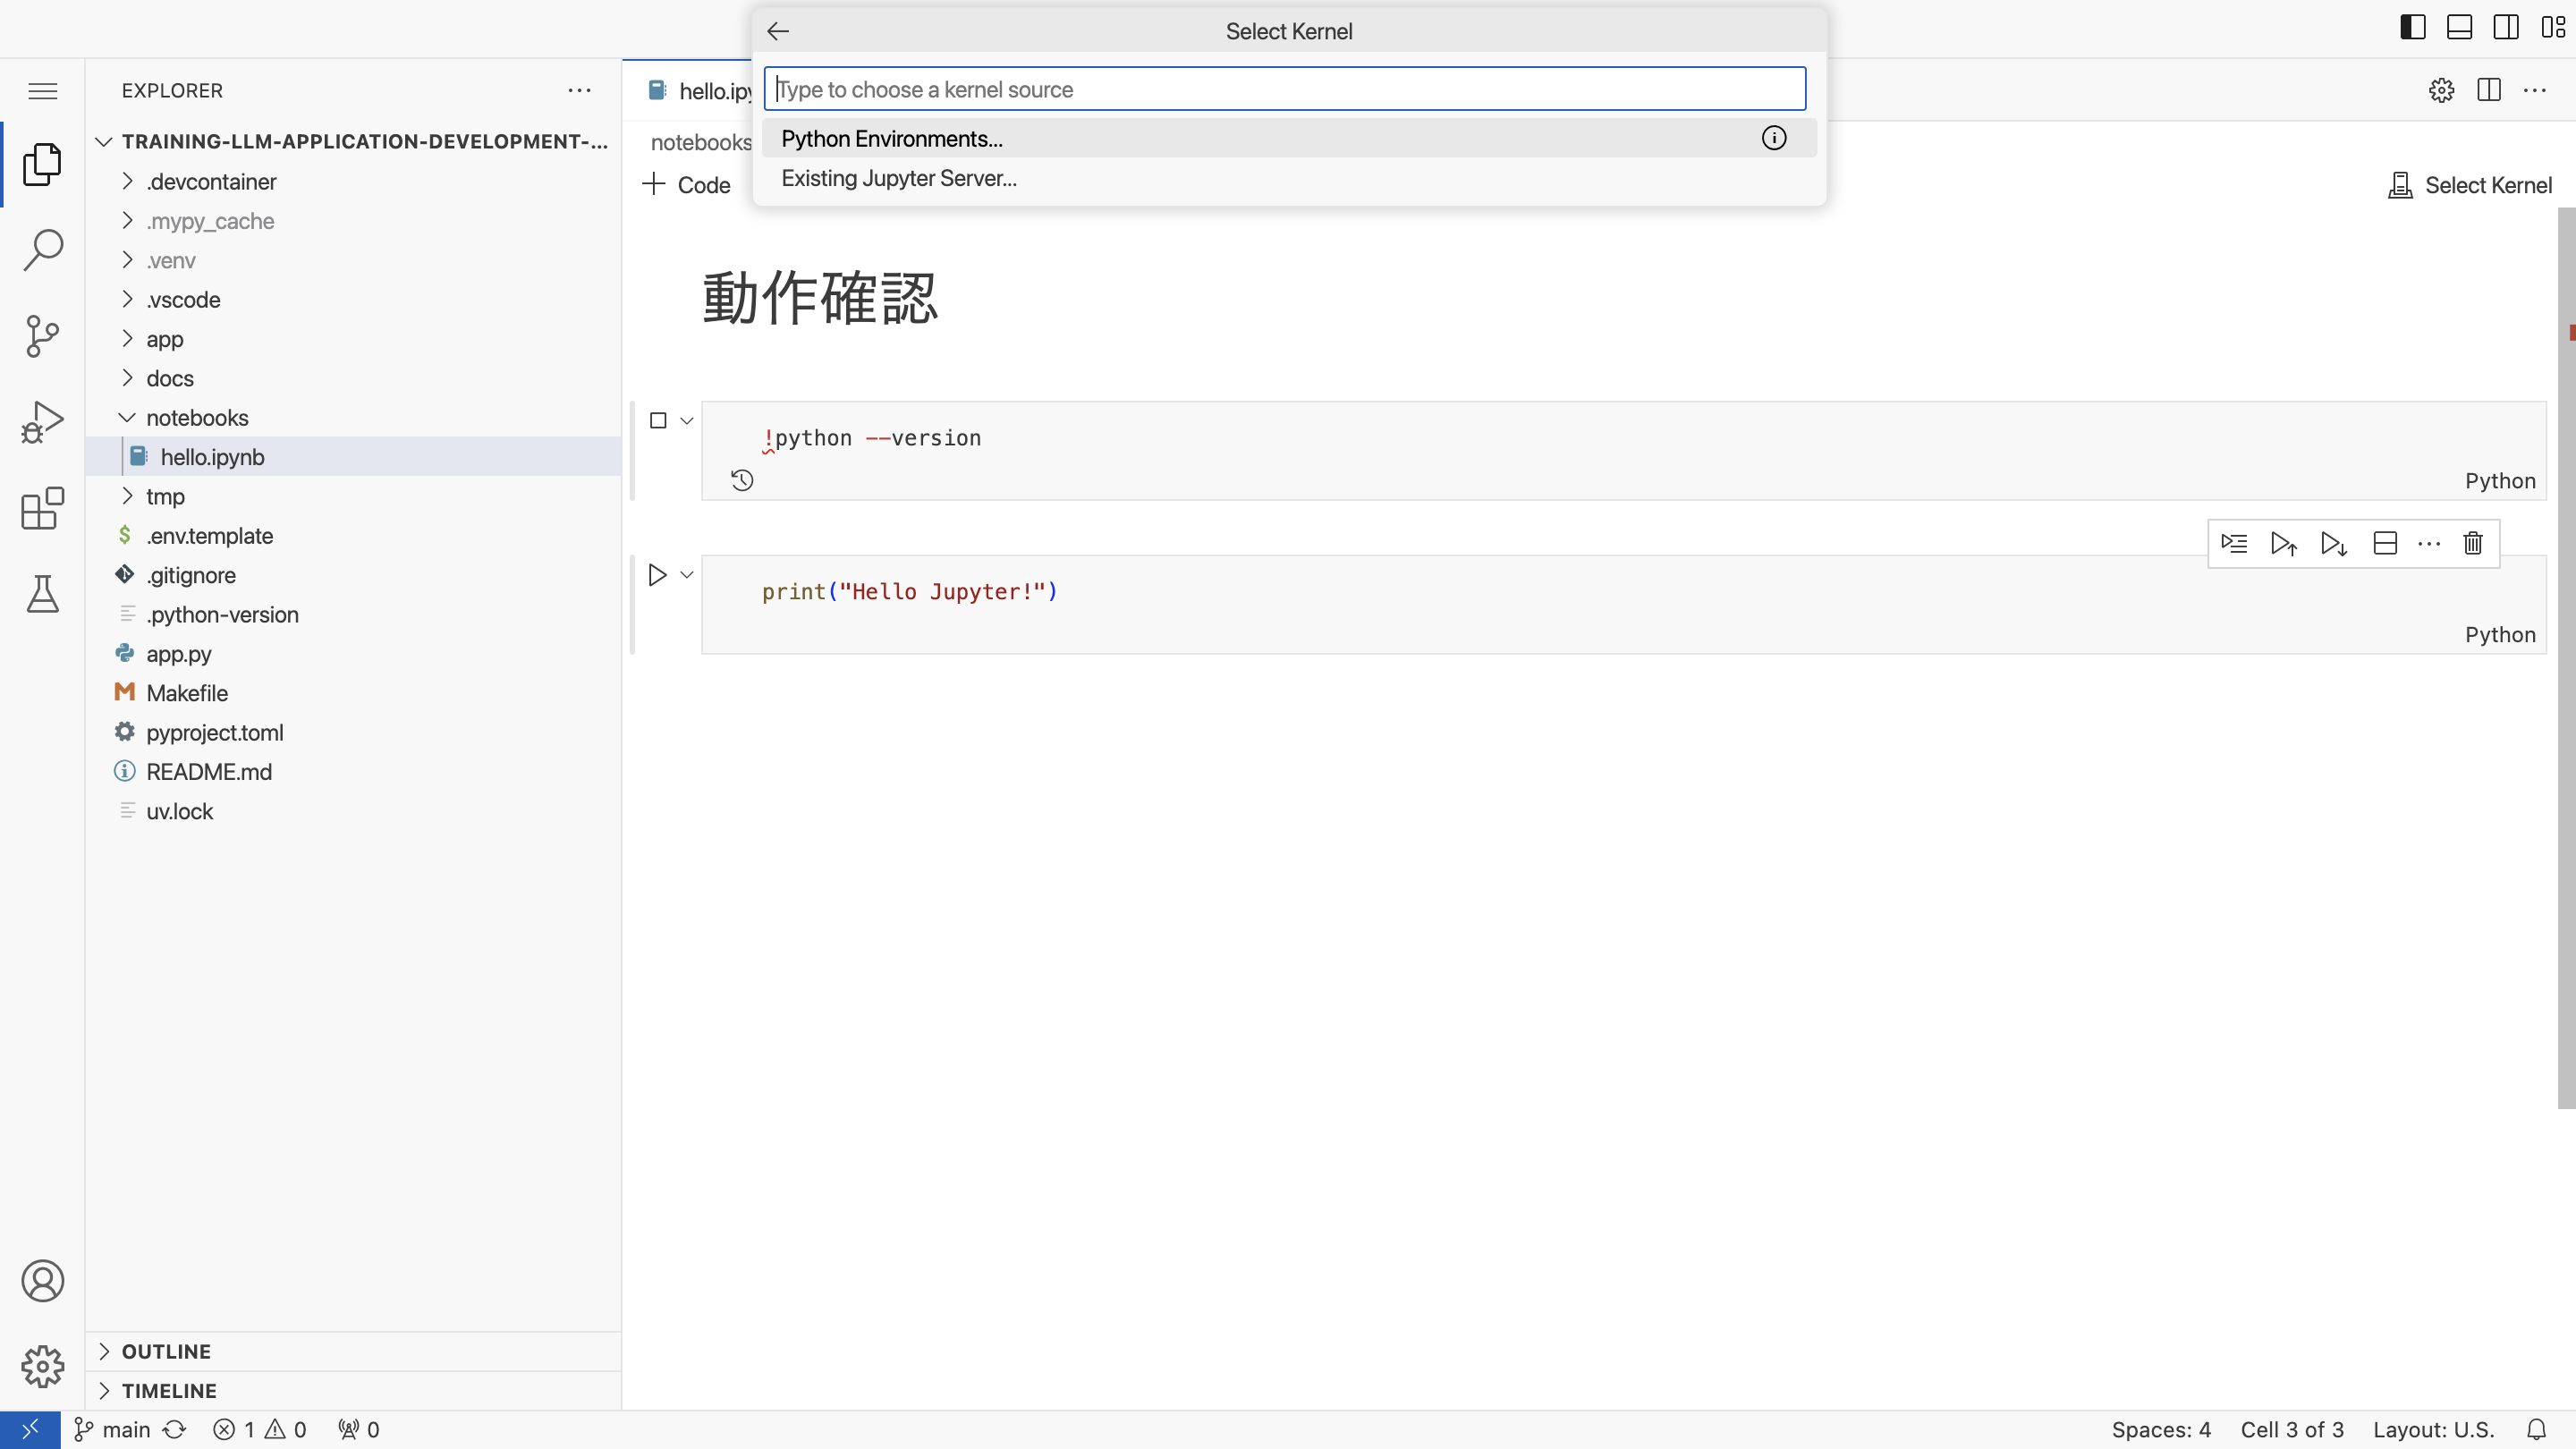 Select Kernel
Type to choose a kernel source
Python Environments...
Existing Jupyter Server...
EXPLORER
TRAINING-LLM-APPLICATION-DEVELOPMENT-...
.devcontainer
.mypy_cache
.venv
.vscode
app
docs
notebooks
hello.ipynb
tmp
.env.template
.gitignore
.python-version
app.py
Makefile
pyproject.toml
README.md
uv.lock
OUTLINE
TIMELINE
hello.ipy
notebooks
Code
Select Kernel
動作確認
!python --version
Python
print("Hello Jupyter!")
Python
main
1
0
0
Spaces: 4
Cell 3 of 3
Layout: U.S.